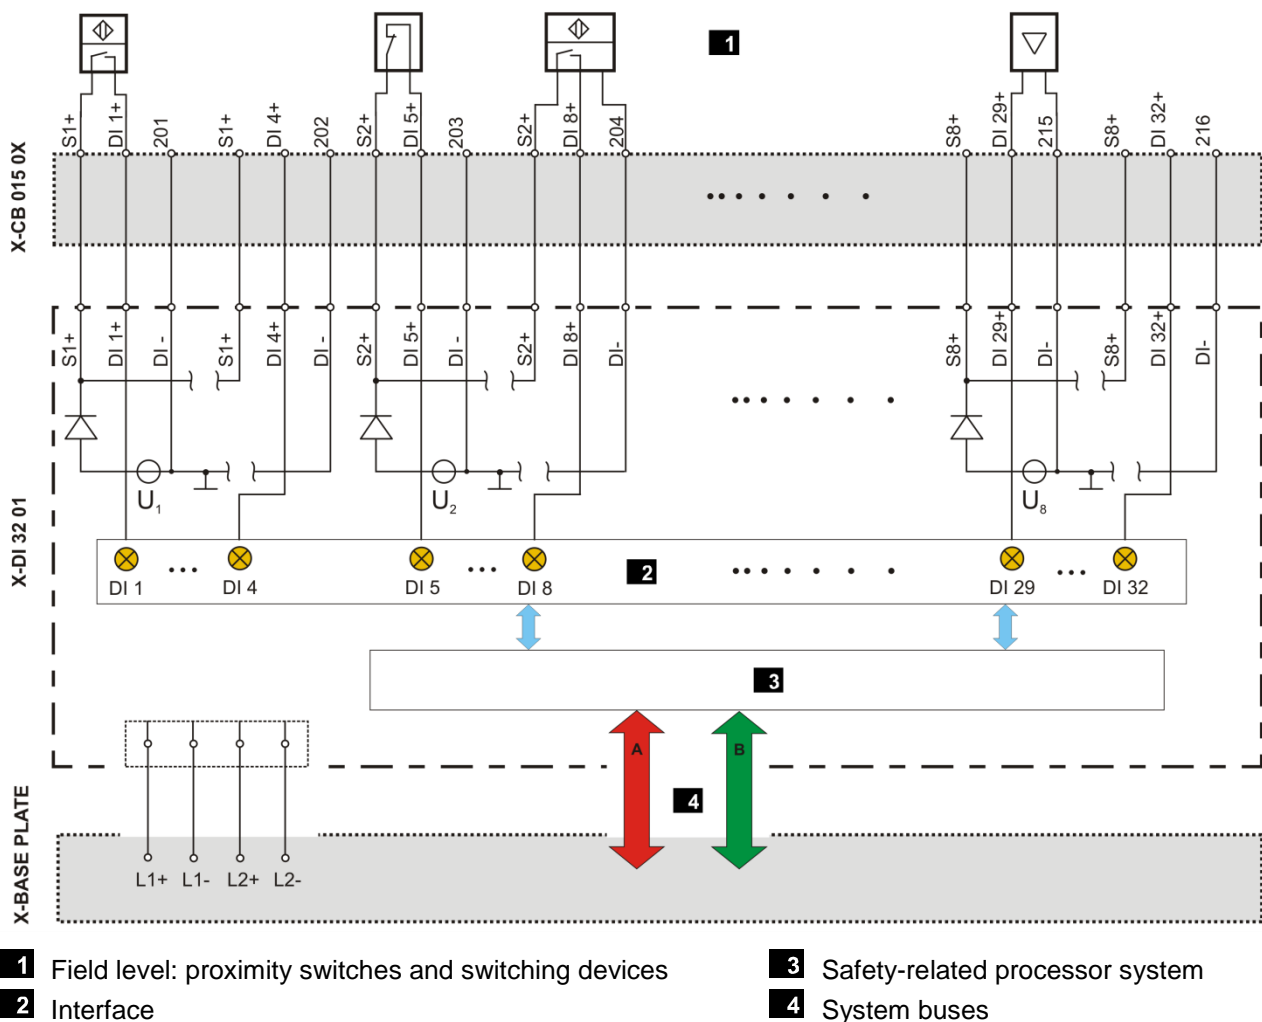 1
S1+ DI 1+ 201 S1+ DI 4+ 202 S2+ DI 5+ 203 S2+ DI 8+ 204 S8+ DI 29+ 215 S8+ DI 32+ 216
X-CB 015 0X
S1+ DI 1+ DI - S1+ DI 4+ DI - S2+ DI 5+ DI - S2+ DI 8+ DI- S8+ DI 29+ DI- S8+ DI 32+ DI-
U1 U2 U8
X-DI 32 01
2
DI 1 DI 4 DI 5 DI 8 DI 29 DI 32
3
A B
4
X-BASE PLATE
L1+ L1- L2+ L2-
1 Field level: proximity switches and switching devices
2 Interface
3 Safety-related processor system
4 System buses